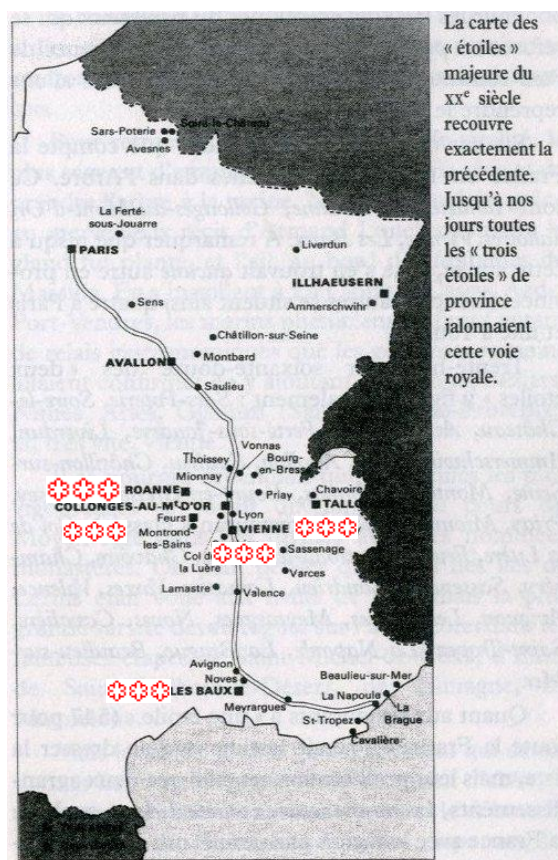 La carte des
« étoiles »
majeure du
XXe siècle
recouvre
exactement la
précédente.
Jusqu'à nos
jours toutes
les « trois
étoiles » de
province
jalonnaient
cette voie
royale.
Sars-Poterie
Avesnes
La Ferté-
sous-Jouarre
PARIS
Liverdun
ILLHAEUSERN
Ammerschwihr
Sens
Châtillon-sur-Seine
Montbard
AVALLON
Saulieu
Thoissey
Vonnas
Bourg-
en-Bresse
Mionnay
ROANNE
Priay
Chavoire
COLLONGES-AU-MT D'OR
Feurs
Lyon
Montrond-
les-Bains
VIENNE
la Luère
Sassenage
Varces
Lamastre
Valence
Avignon
Noves
LES BAUX
Meyrargues
Beaulieu-sur-Mer
La Napoule
La
Brague
St-Tropez
Cavalière